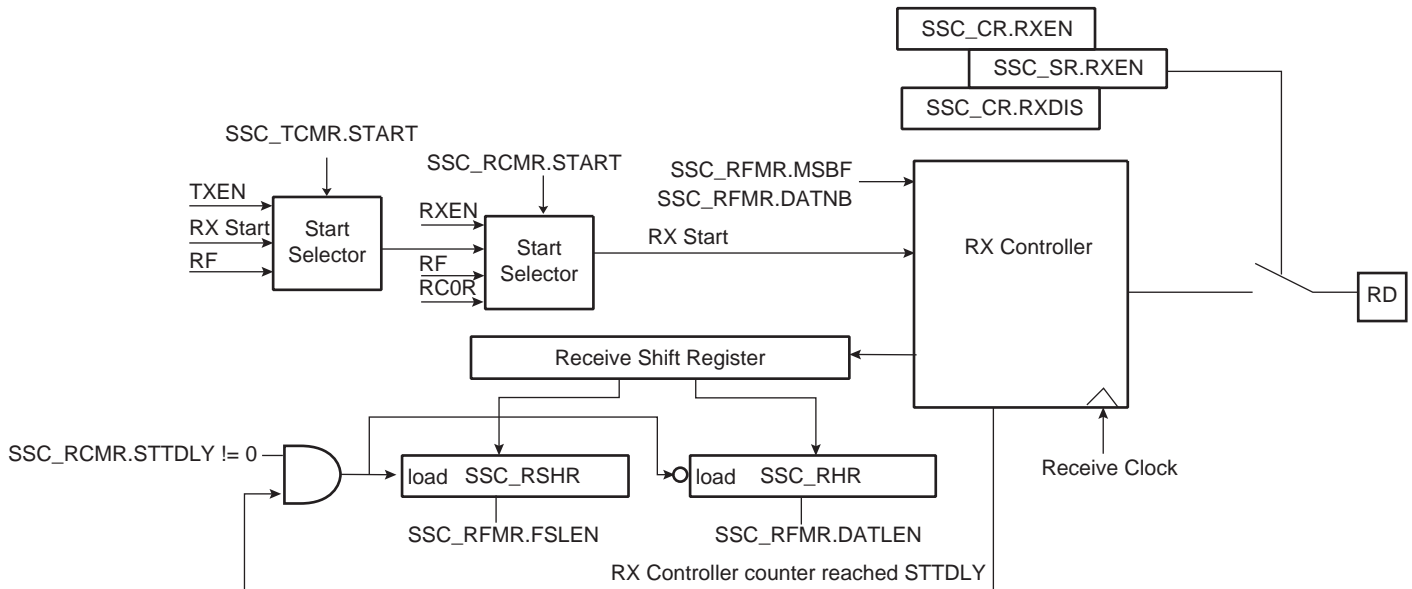 SSC_CR.RXEN
SSC_SR.RXEN
SSC_CR.RXDIS
SSC_TCMR.START
SSC_RCMR.START
SSC_RFMR.MSBF
SSC_RFMR.DATNB
TXEN
RX Start
RF
Start
Selector
RXEN
RF
RC0R
Start
Selector
RX Start
RX Controller
RD
Receive Shift Register
SSC_RCMR.STTDLY != 0
load SSC_RSHR
load SSC_RHR
Receive Clock
SSC_RFMR.FSLEN
SSC_RFMR.DATLEN
RX Controller counter reached STTDLY